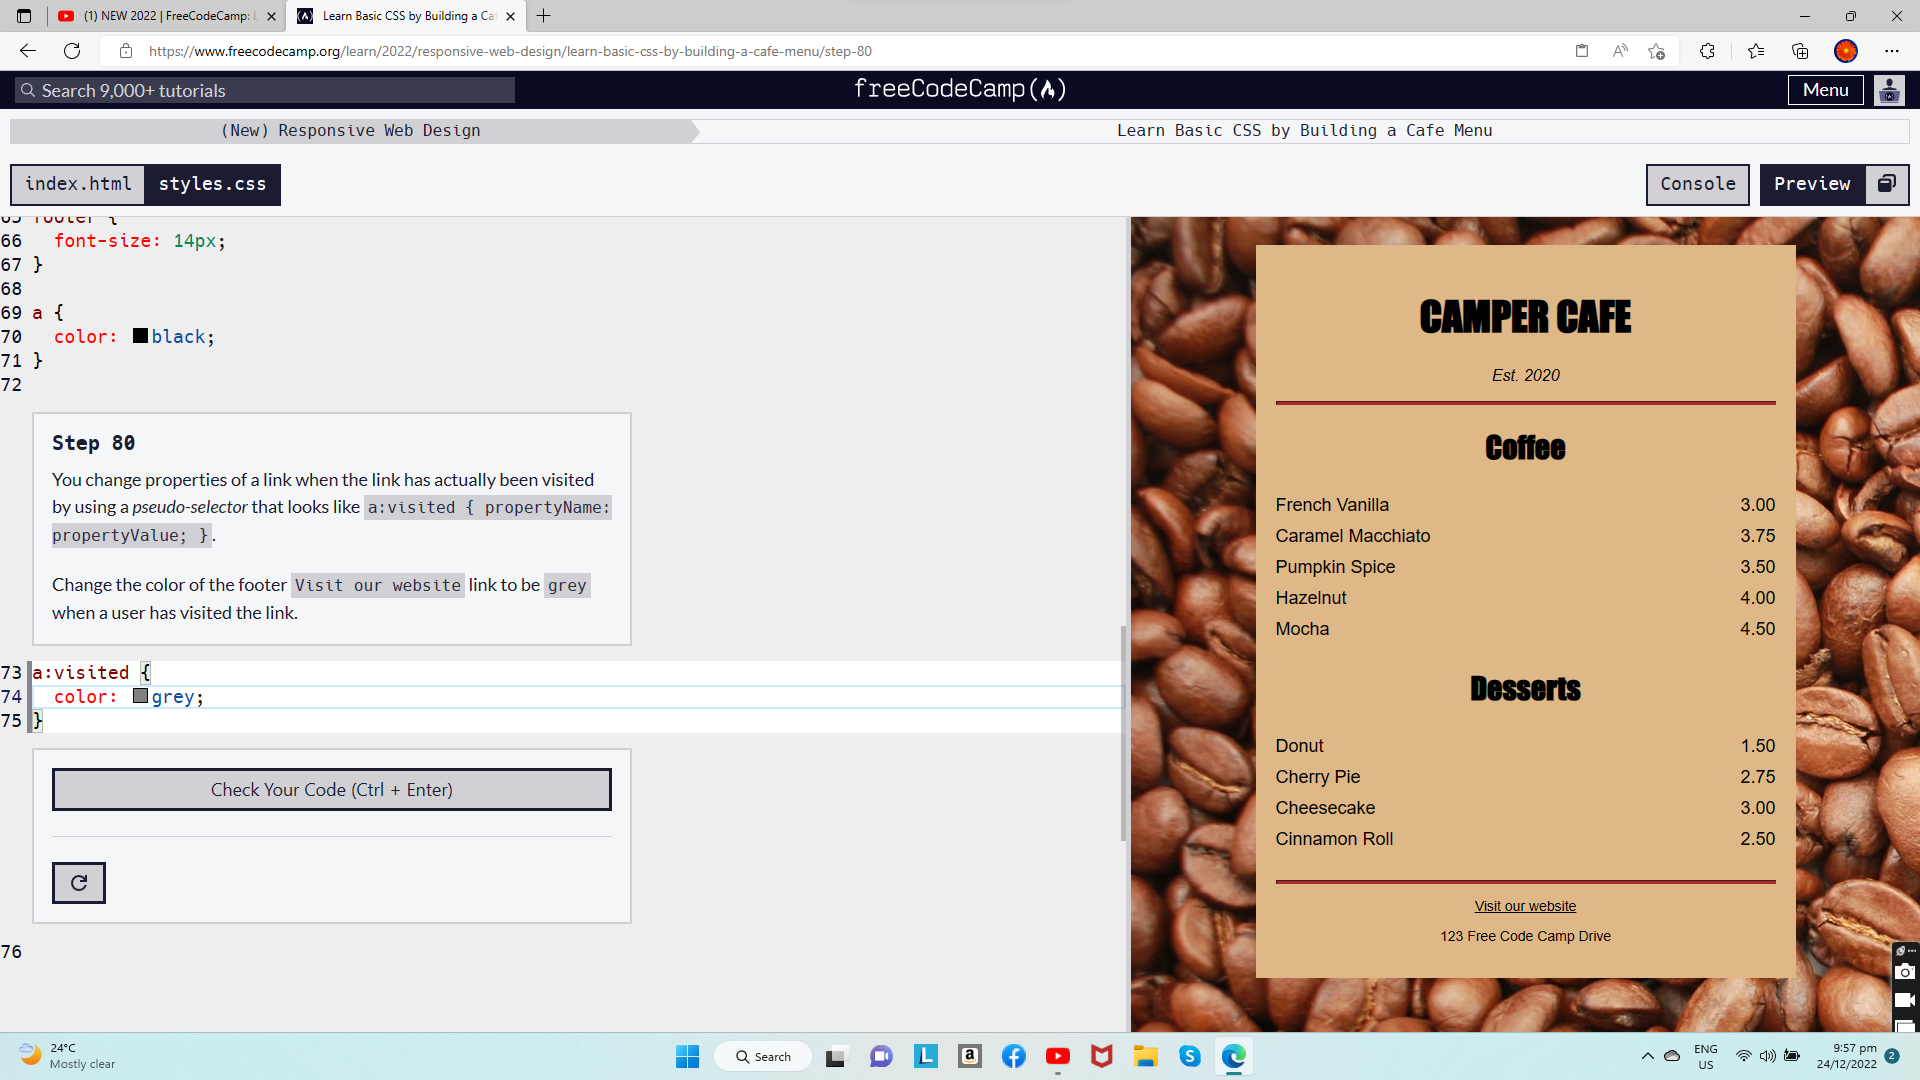 (1) NEW 2022 | FreeCodeCamp: L
Learn Basic CSS by Building a Caf
https://www.freecodecamp.org/learn/2022/responsive-web-design/learn-basic-css-by-building-a-cafe-menu/step-80
Search 9,000+ tutorials
freeCodeCamp
Menu
(New) Responsive Web Design
Learn Basic CSS by Building a Cafe Menu
index.html
styles.css
Console
Preview
65 footer {
66 font-size: 14px;
67 }
68
69 a {
70 color: black;
71 }
72
Step 80
You change properties of a link when the link has actually been visited
by using a pseudo-selector that looks like a:visited { propertyName:
propertyValue; }.
Change the color of the footer Visit our website link to be grey
when a user has visited the link.
73 a:visited {
74 color: grey;
75 }
Check Your Code (Ctrl + Enter)
76
CAMPER CAFE
Est. 2020
Coffee
French Vanilla 3.00
Caramel Macchiato 3.75
Pumpkin Spice 3.50
Hazelnut 4.00
Mocha 4.50
Desserts
Donut 1.50
Cherry Pie 2.75
Cheesecake 3.00
Cinnamon Roll 2.50
Visit our website
123 Free Code Camp Drive
24°C
Mostly clear
Search
ENG
US
9:57 pm
24/12/2022
2